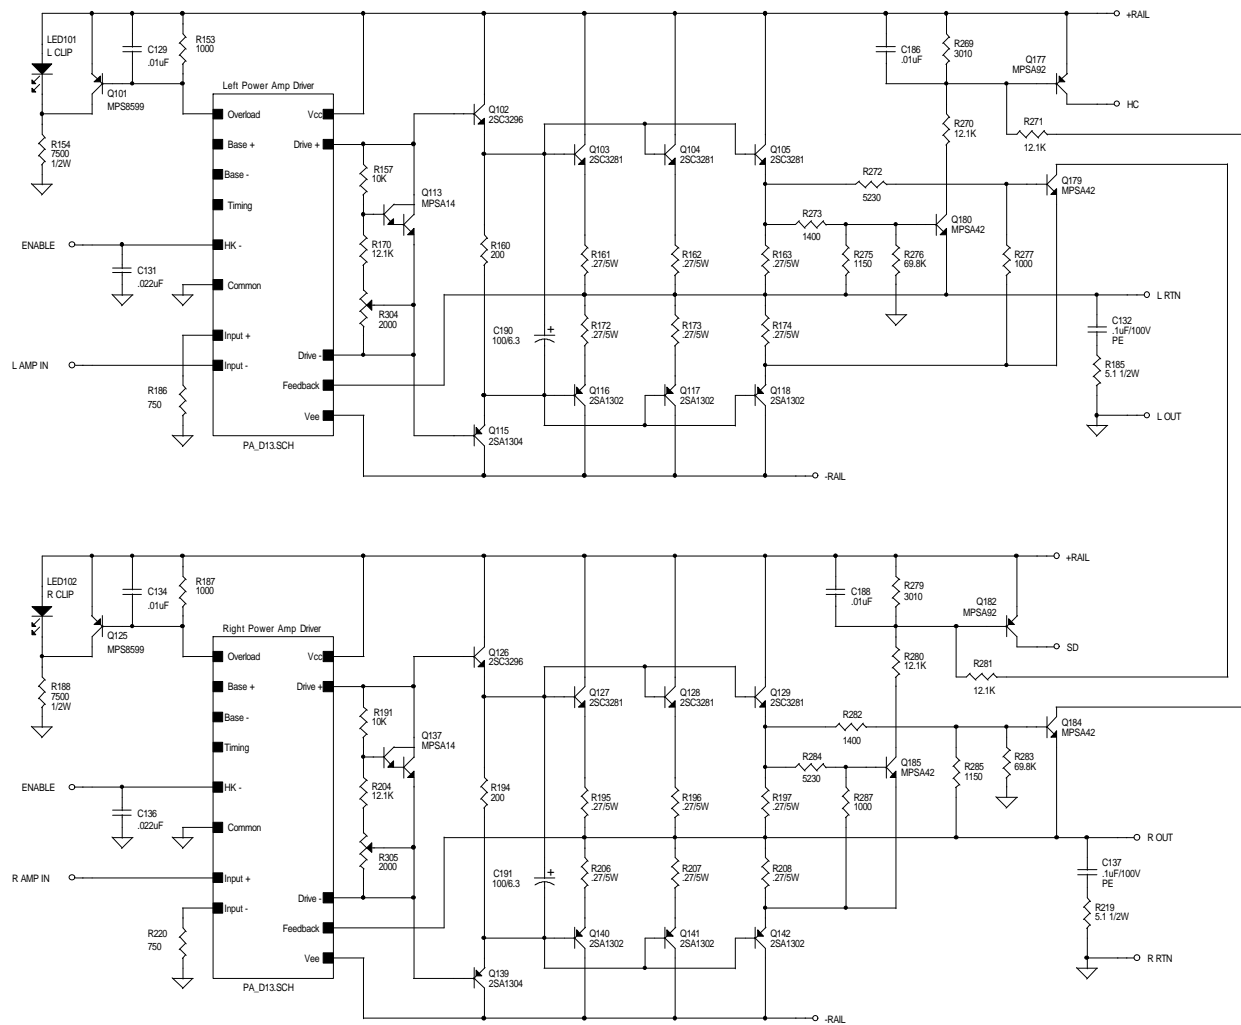 +RAIL
LED101
L CLIP
C129
.01uF
R153
1000
C186
.01uF
R269
3010
Q177
MPSA92
HC
Q101
MPS8599
Left Power Amp Driver
Overload
Vcc
Q102
2SC3296
R270
12.1K
R271
12.1K
R154
7500
1/2W
Base +
Drive +
Q103
2SC3281
Q104
2SC3281
Q105
2SC3281
Base -
R157
10K
R272
5230
Q179
MPSA42
Timing
Q113
MPSA14
R273
1400
Q180
MPSA42
ENABLE
HK -
R170
12.1K
R160
200
R161
.27/5W
R162
.27/5W
R163
.27/5W
R275
1150
R276
69.8K
R277
1000
C131
.022uF
Common
L RTN
R304
2000
Input +
C190
100/6.3
+
R172
.27/5W
R173
.27/5W
R174
.27/5W
C132
.1uF/100V
PE
L AMP IN
Input -
Drive -
R185
5.1 1/2W
R186
750
Feedback
Q116
2SA1302
Q117
2SA1302
Q118
2SA1302
Vee
L OUT
Q115
2SA1304
PA_D13.SCH
-RAIL
+RAIL
LED102
R CLIP
C134
.01uF
R187
1000
C188
.01uF
R279
3010
Q182
MPSA92
Q125
MPS8599
Right Power Amp Driver
SD
Overload
Vcc
Q126
2SC3296
R280
12.1K
R281
12.1K
R188
7500
1/2W
Base +
Drive +
Q127
2SC3281
Q128
2SC3281
Q129
2SC3281
Base -
R191
10K
R282
1400
Q184
MPSA42
Timing
Q137
MPSA14
R284
5230
Q185
MPSA42
R285
1150
R283
69.8K
ENABLE
HK -
R204
12.1K
R194
200
R195
.27/5W
R196
.27/5W
R197
.27/5W
R287
1000
C136
.022uF
Common
R OUT
R305
2000
R AMP IN
Input +
C191
100/6.3
+
R206
.27/5W
R207
.27/5W
R208
.27/5W
C137
.1uF/100V
PE
Input -
Drive -
R219
5.1 1/2W
R220
750
Feedback
Q140
2SA1302
Q141
2SA1302
Q142
2SA1302
Vee
R RTN
Q139
2SA1304
PA_D13.SCH
-RAIL